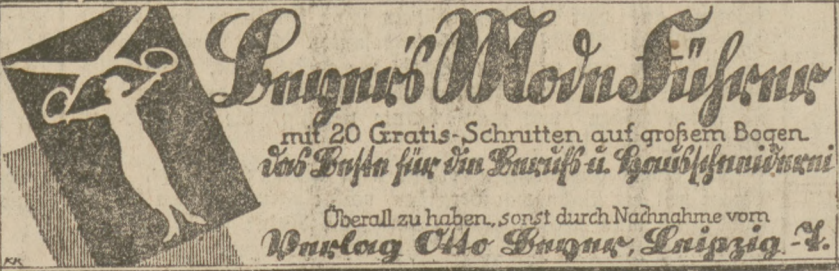 Beyer's Mode Führer
mit 20 Gratis-Schnitten auf großem Bogen
das Beste für die Berufs u. Hausschneiderei
Überall zu haben, sonst durch Nachnahme vom
Verlag Otto Beyer, Leipzig-T.
KR